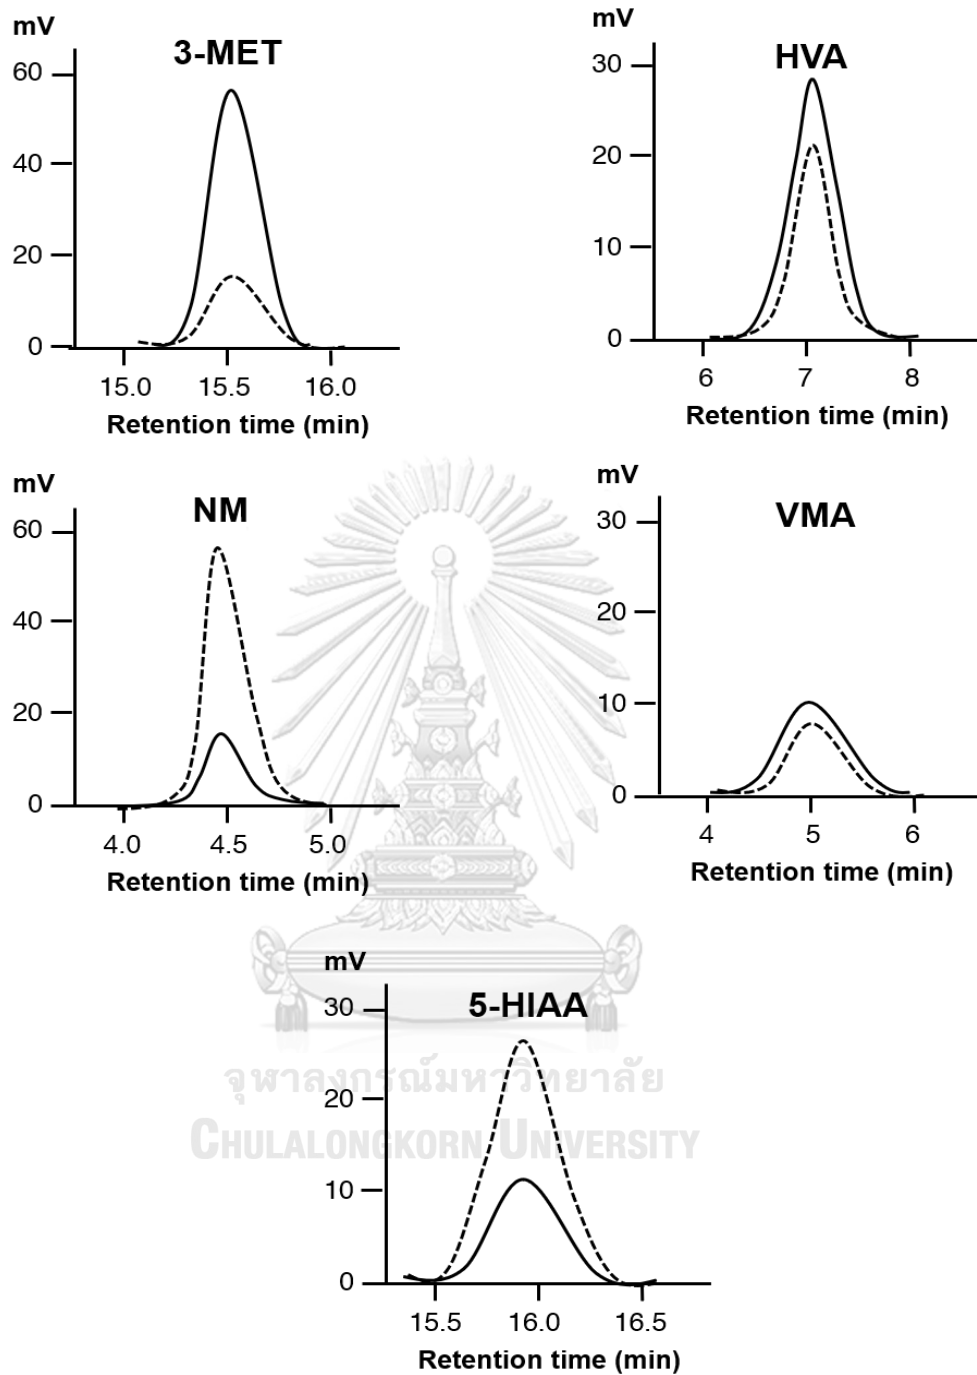 mV
3-MET
60
40
20
0
15.0 15.5 16.0
Retention time (min)
mV
HVA
30
20
10
0
6 7 8
Retention time (min)
mV
NM
60
40
20
0
4.0 4.5 5.0
Retention time (min)
mV
VMA
30
20
10
0
4 5 6
Retention time (min)
mV
5-HIAA
30
20
10
0
15.5 16.0 16.5
Retention time (min)
จุฬาลงกรณ์มหาวิทยาลัย
CHULALONGKORN UNIVERSITY